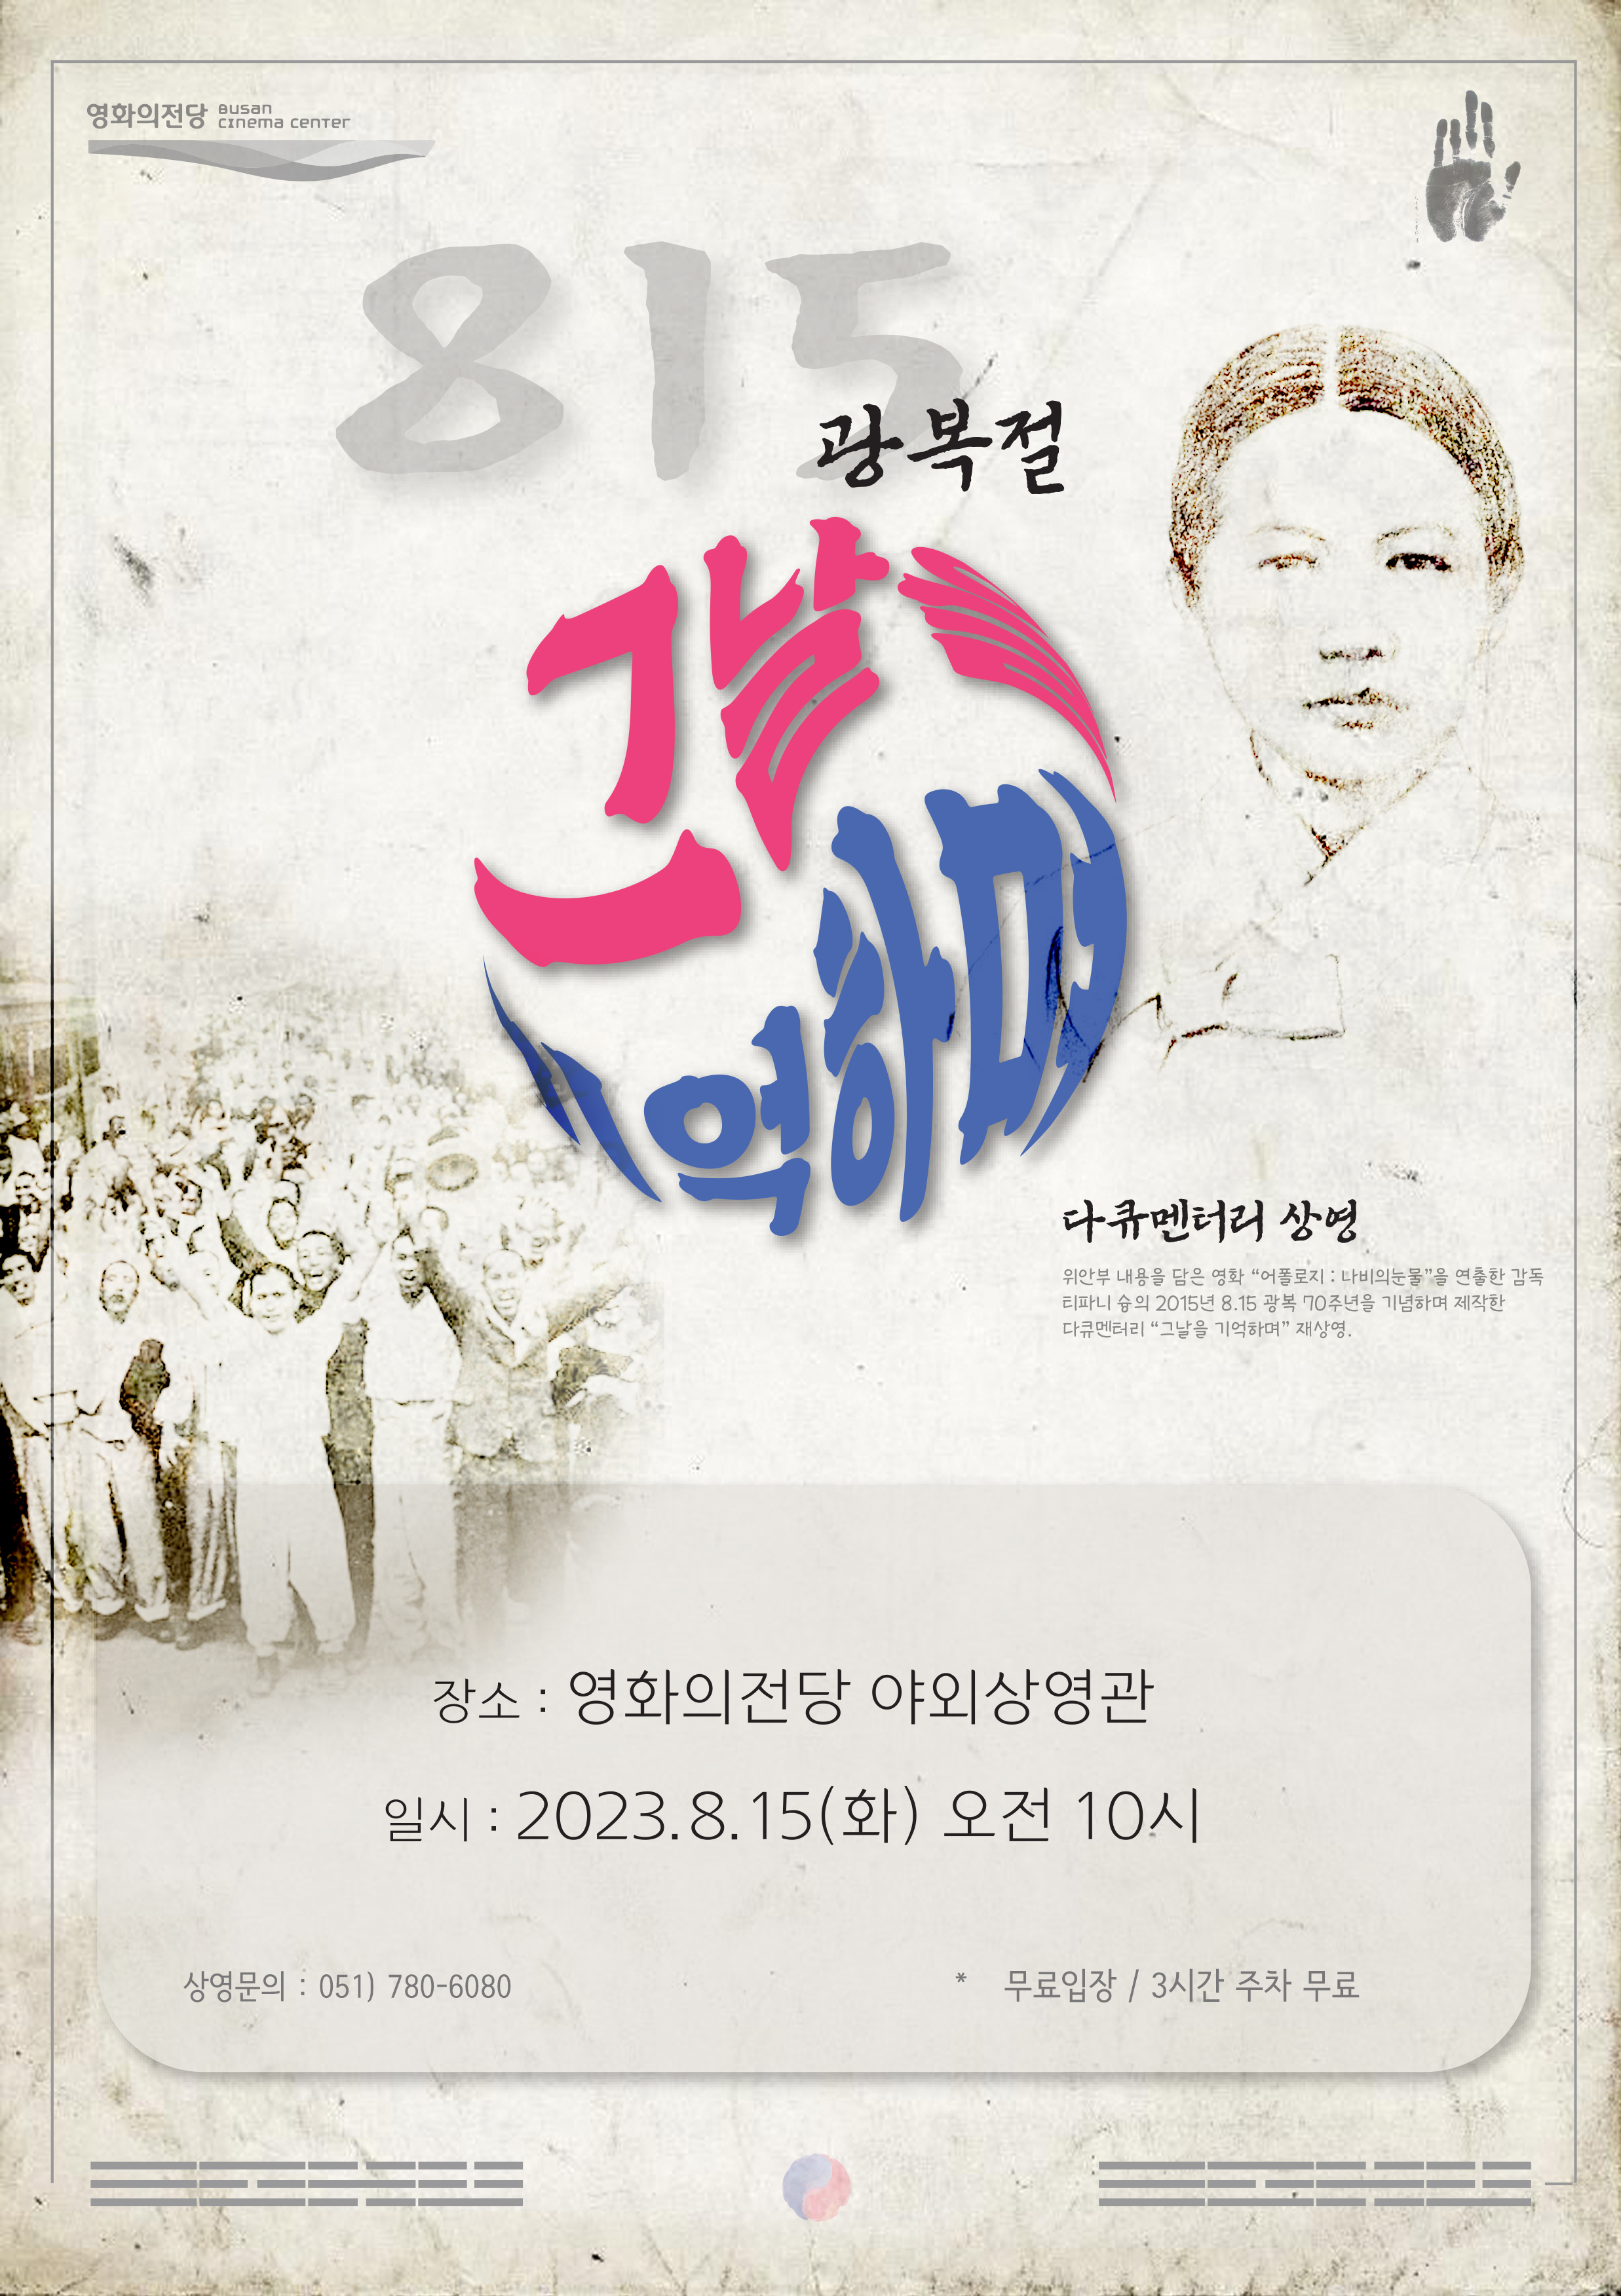 영화의전당 BUSAN CINEMA CENTER
815
광복절
그날을
기억하며
다큐멘터리 상영
위안부 내용을 담은 영화 “어폴로지 : 나비의눈물”을 연출한 감독
티파니 슝의 2015년 8.15 광복 70주년을 기념하며 제작한
다큐멘터리 “그날을 기억하며” 재상영.
장소 : 영화의전당 야외상영관
일시 : 2023.8.15(화) 오전 10시
상영문의 : 051) 780-6080
* 무료입장 / 3시간 주차 무료